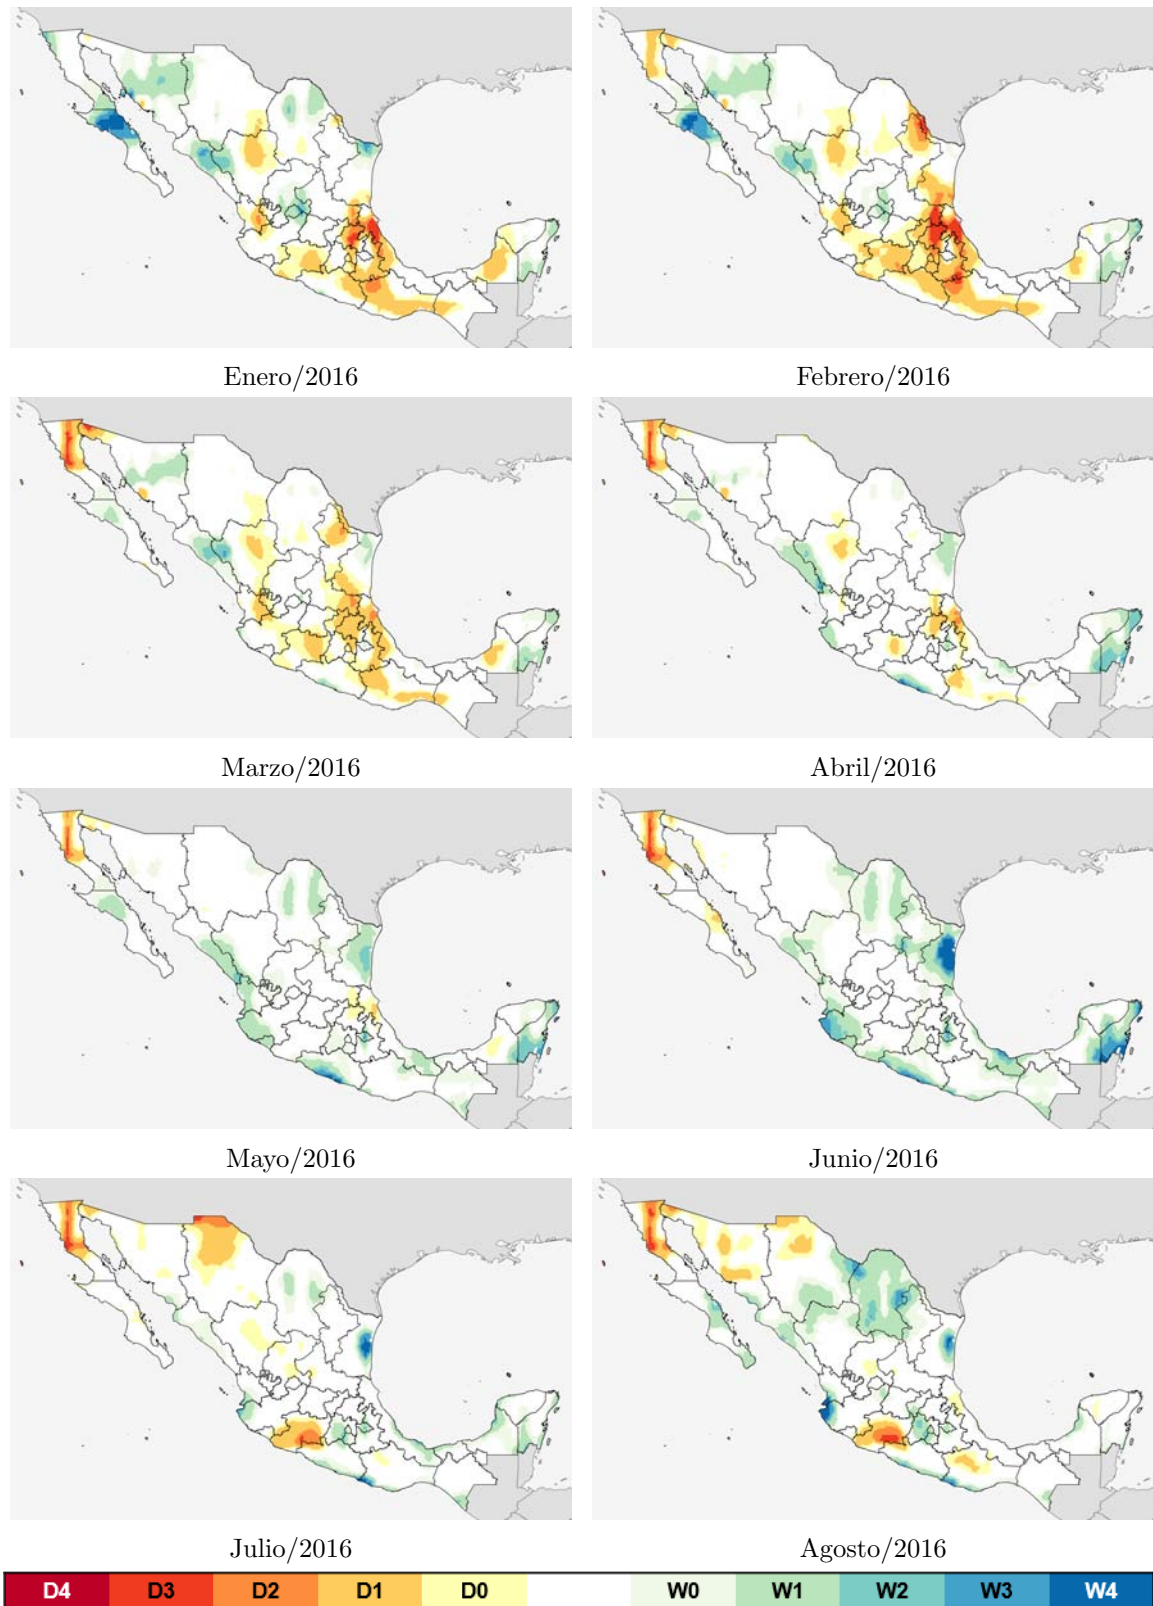 Enero/2016
Febrero/2016
Marzo/2016
Abril/2016
Mayo/2016
Junio/2016
Julio/2016
Agosto/2016
D4 D3 D2 D1 D0 W0 W1 W2 W3 W4